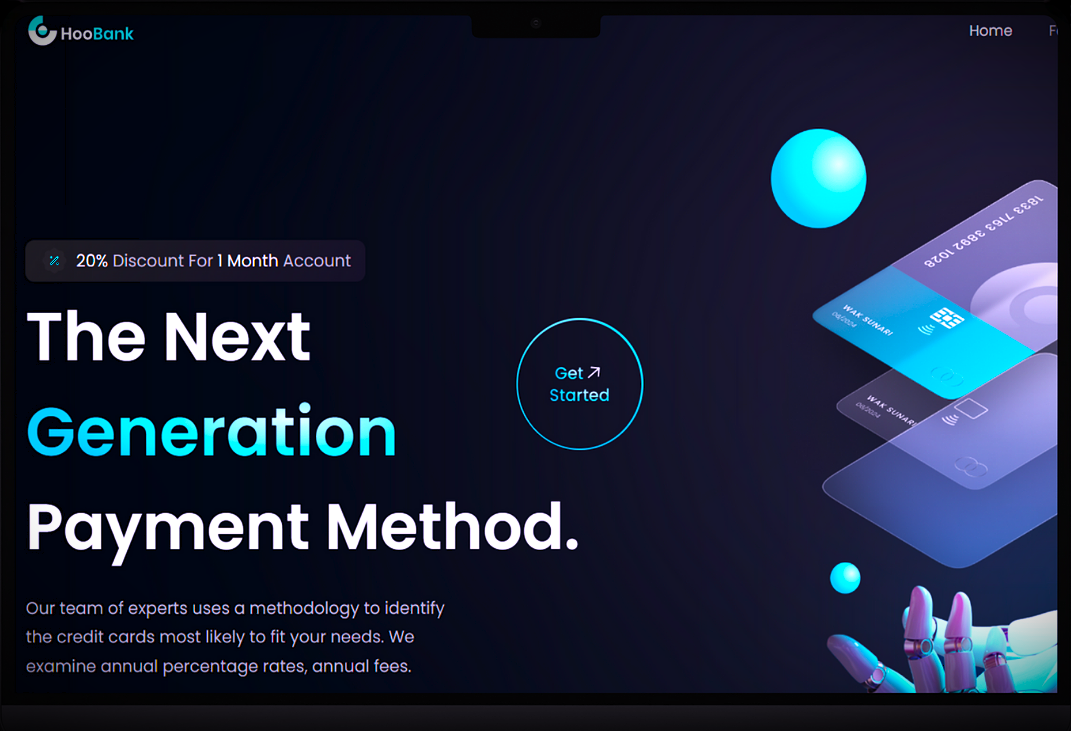 HooBank
Home
F
20% Discount For 1 Month Account
The Next
Generation
Payment Method.
Get
Started
Our team of experts uses a methodology to identify
the credit cards most likely to fit your needs. We
examine annual percentage rates, annual fees.
1833 7163 3892 1028
WAK SUNARI
08/2024
WAK SUNARI
08/2024